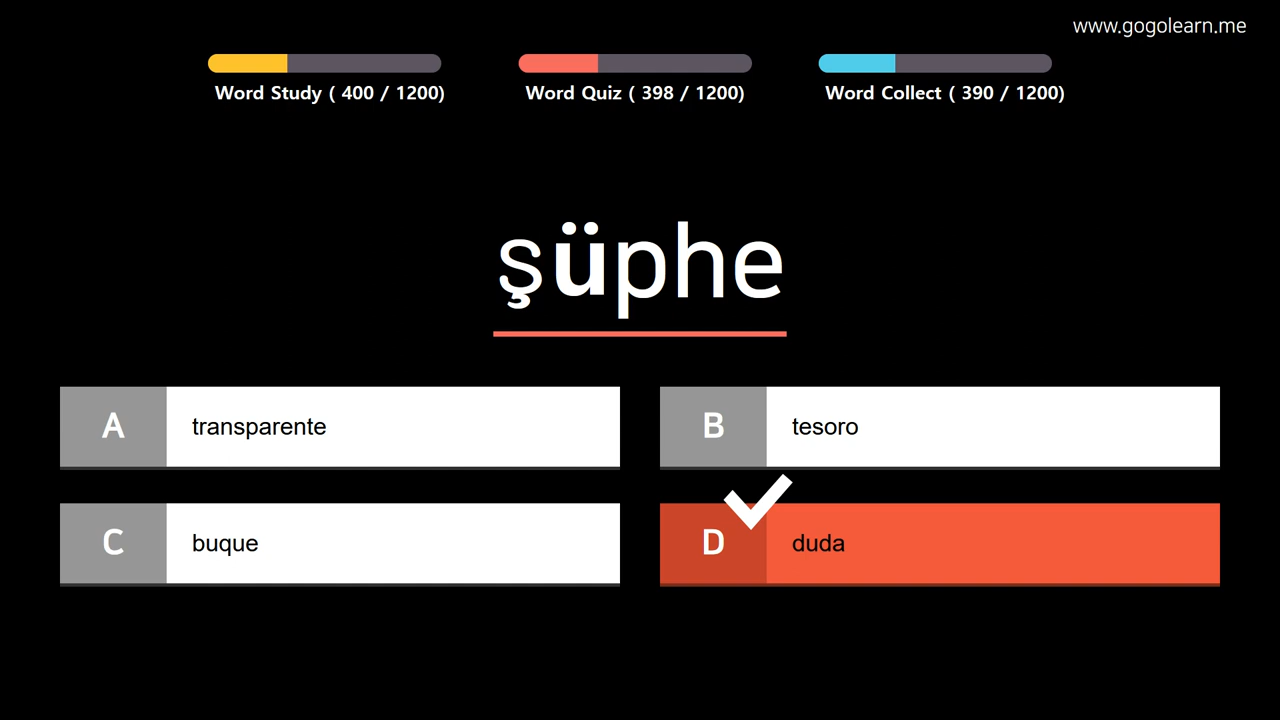 www.gogolearn.me
Word Study ( 400 / 1200)
Word Quiz ( 398 / 1200)
Word Collect ( 390 / 1200)
şüphe
A transparente
B tesoro
C buque
D duda